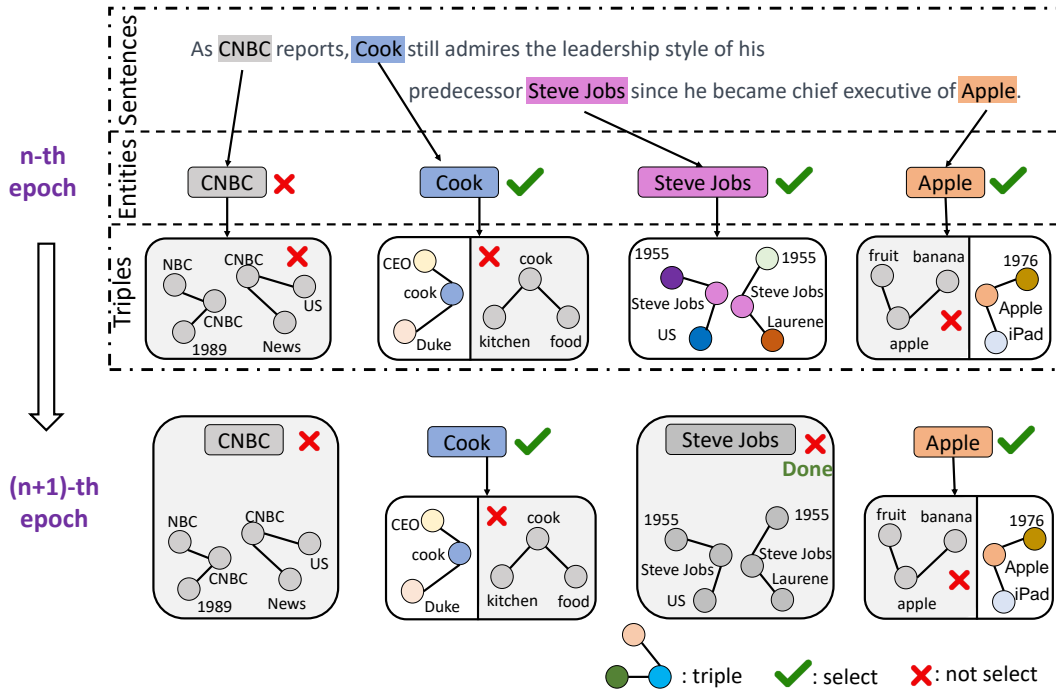 Sentences
As CNBC reports, Cook still admires the leadership style of his
predecessor Steve Jobs since he became chief executive of Apple.
n-th
epoch
Entities
CNBC
Cook
Steve Jobs
Apple
Triples
NBC
CNBC
CNBC
US
1989
News
CEO
cook
Duke
cook
kitchen
food
1955
1955
Steve Jobs
Steve Jobs
US
Laurene
fruit
banana
apple
1976
Apple
iPad
(n+1)-th
epoch
CNBC
NBC
CNBC
CNBC
US
1989
News
Cook
CEO
cook
Duke
cook
kitchen
food
Steve Jobs
Done
1955
1955
Steve Jobs
Steve Jobs
US
Laurene
Apple
fruit
banana
apple
1976
Apple
iPad
: triple
: select
: not select